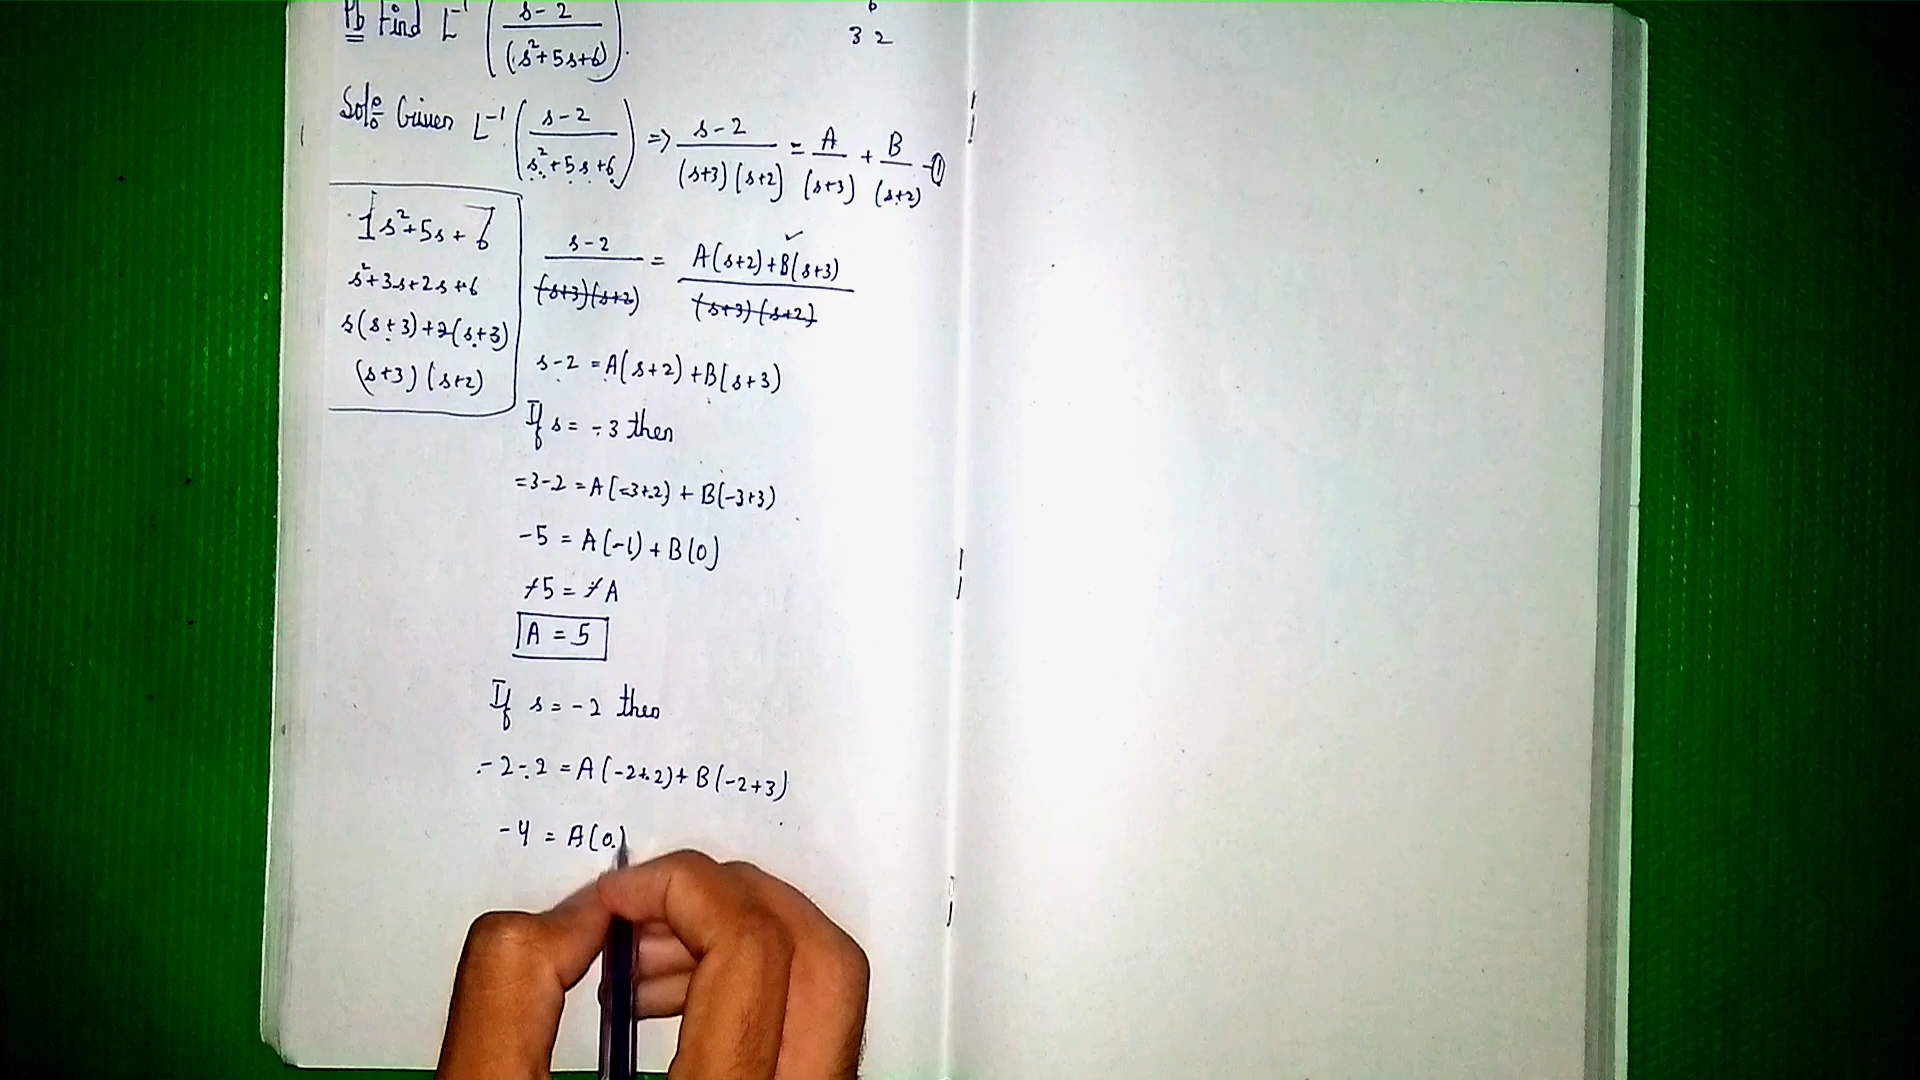 Pb Find L⁻¹ ( s-2 / (s²+5s+6) ).
6
3 2
Sol: Given L⁻¹ ( s-2 / s²+5s+6 ) => s-2 / (s+3)(s+2) = A / (s+3) + B / (s+2) -①
1s²+5s+6
s²+3s+2s+6
s(s+3)+2(s+3)
(s+3)(s+2)
s-2 / (s+3)(s+2) = A(s+2)+B(s+3) / (s+3)(s+2)
s-2 = A(s+2)+B(s+3)
If s = -3 then
=3-2 = A(-3+2) + B(-3+3)
-5 = A(-1) + B(0)
-5 = -A
A = 5
If s = -2 then
-2-2 = A(-2+2)+B(-2+3)
-4 = A(0)